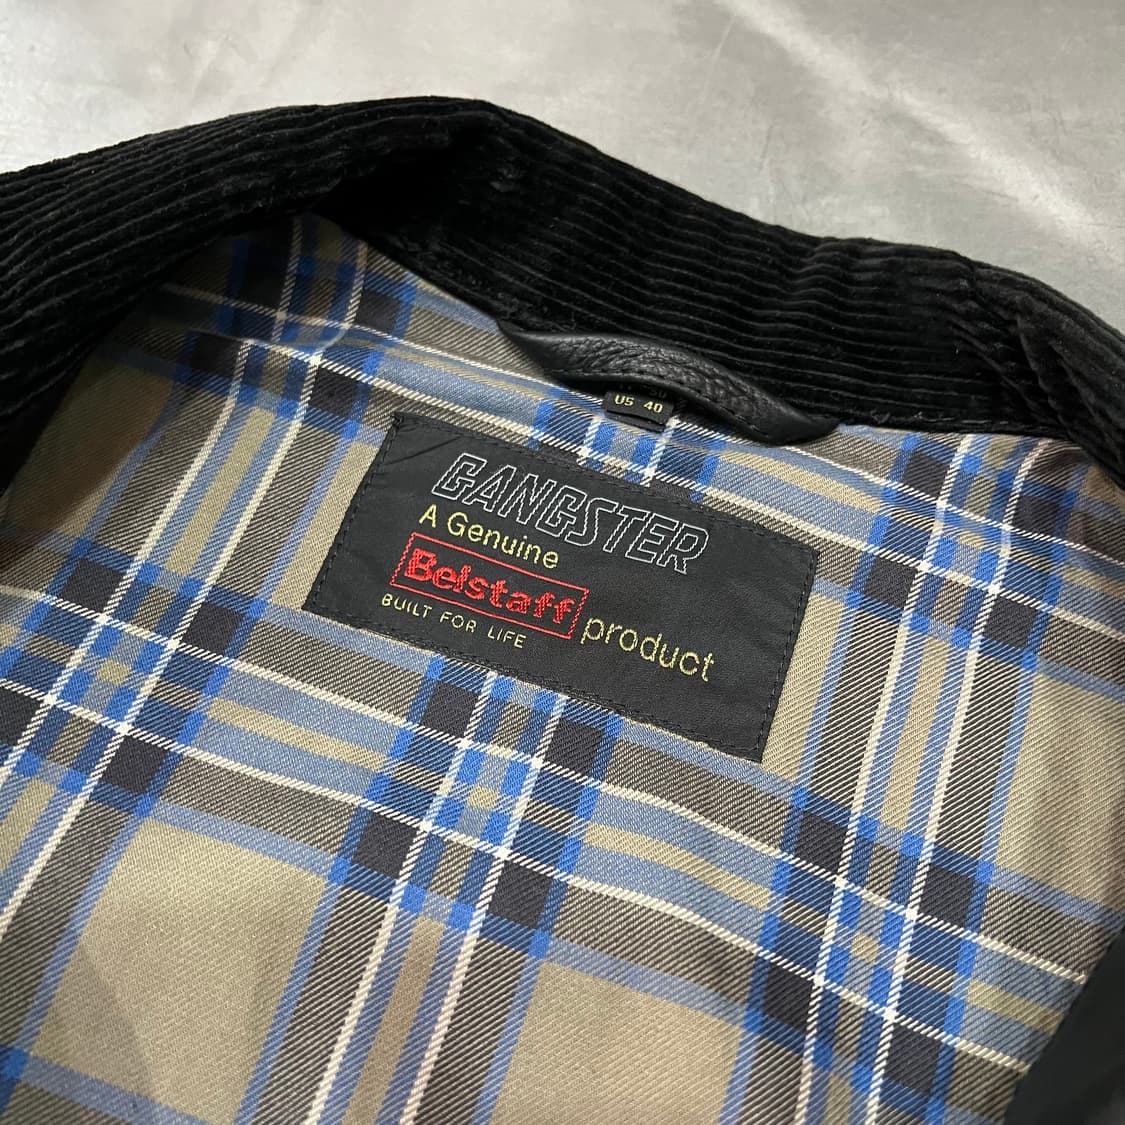 US 40
GANGSTER
A Genuine
Belstaff product
BUILT FOR LIFE